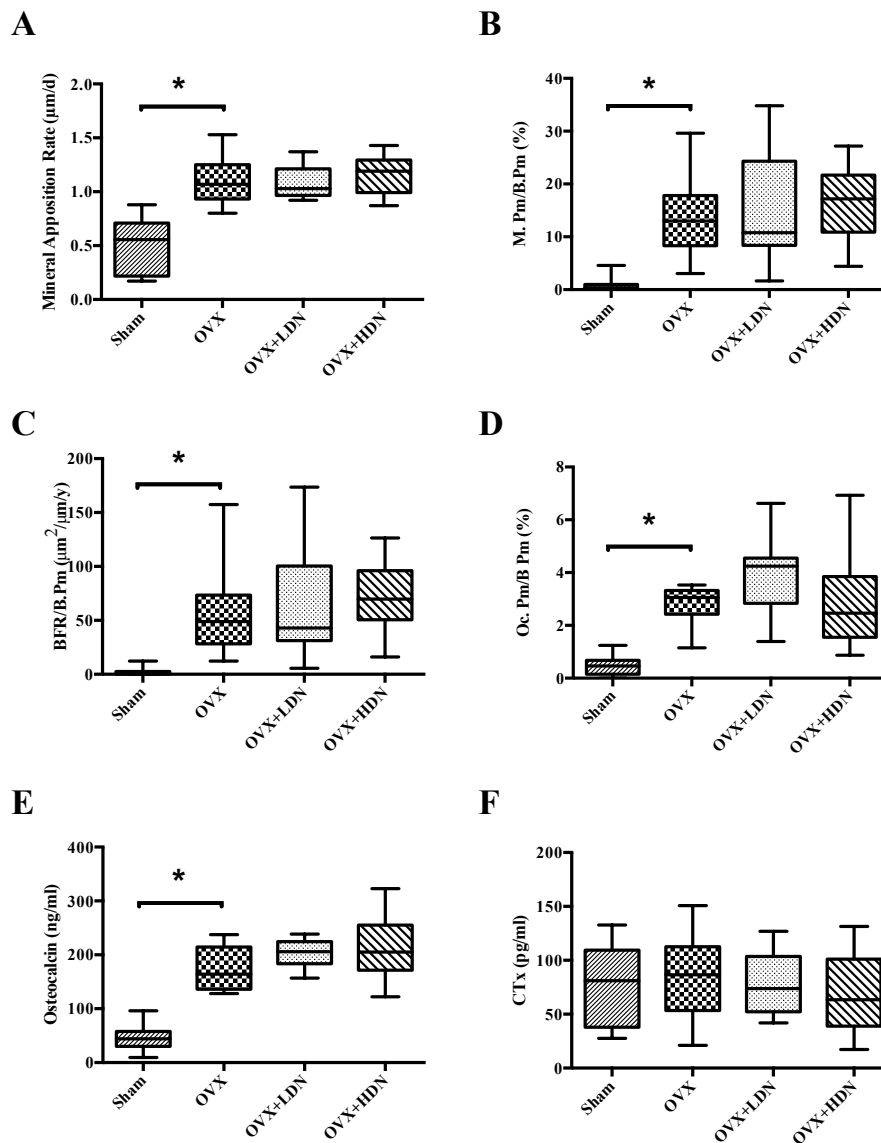 A
Mineral Apposition Rate (µm/d)
2.0
1.5
1.0
0.5
0.0
*
Sham
OVX
OVX+LDN
OVX+HDN
B
M. Pm/B.Pm (%)
40
30
20
10
0
*
Sham
OVX
OVX+LDN
OVX+HDN
C
BFR/B.Pm (µm²/µm/y)
200
150
100
50
0
*
Sham
OVX
OVX+LDN
OVX+HDN
D
Oc. Pm/B Pm (%)
8
6
4
2
0
*
Sham
OVX
OVX+LDN
OVX+HDN
E
Osteocalcin (ng/ml)
400
300
200
100
0
*
Sham
OVX
OVX+LDN
OVX+HDN
F
CTx (pg/ml)
200
150
100
50
0
Sham
OVX
OVX+LDN
OVX+HDN